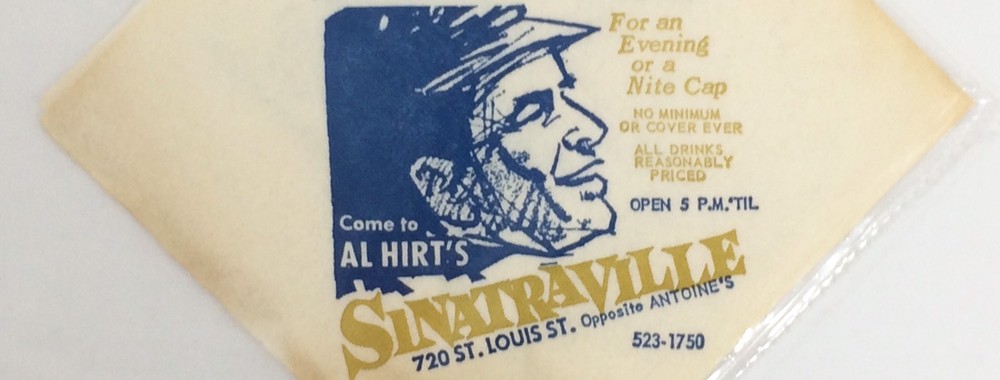 For an
Evening
or a
Nite Cap
NO MINIMUM
OR COVER EVER
ALL DRINKS
REASONABLY
PRICED
OPEN 5 P.M. 'TIL
Come to
AL HIRT'S
SINATRAVILLE
720 ST. LOUIS ST. Opposite ANTOINE'S
523-1750